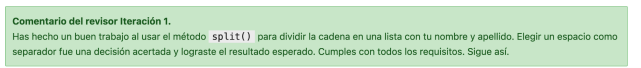 Comentario del revisor Iteración 1.
Has hecho un buen trabajo al usar el método split() para dividir la cadena en una lista con tu nombre y apellido. Elegir un espacio como
separador fue una decisión acertada y lograste el resultado esperado. Cumples con todos los requisitos. Sigue así.